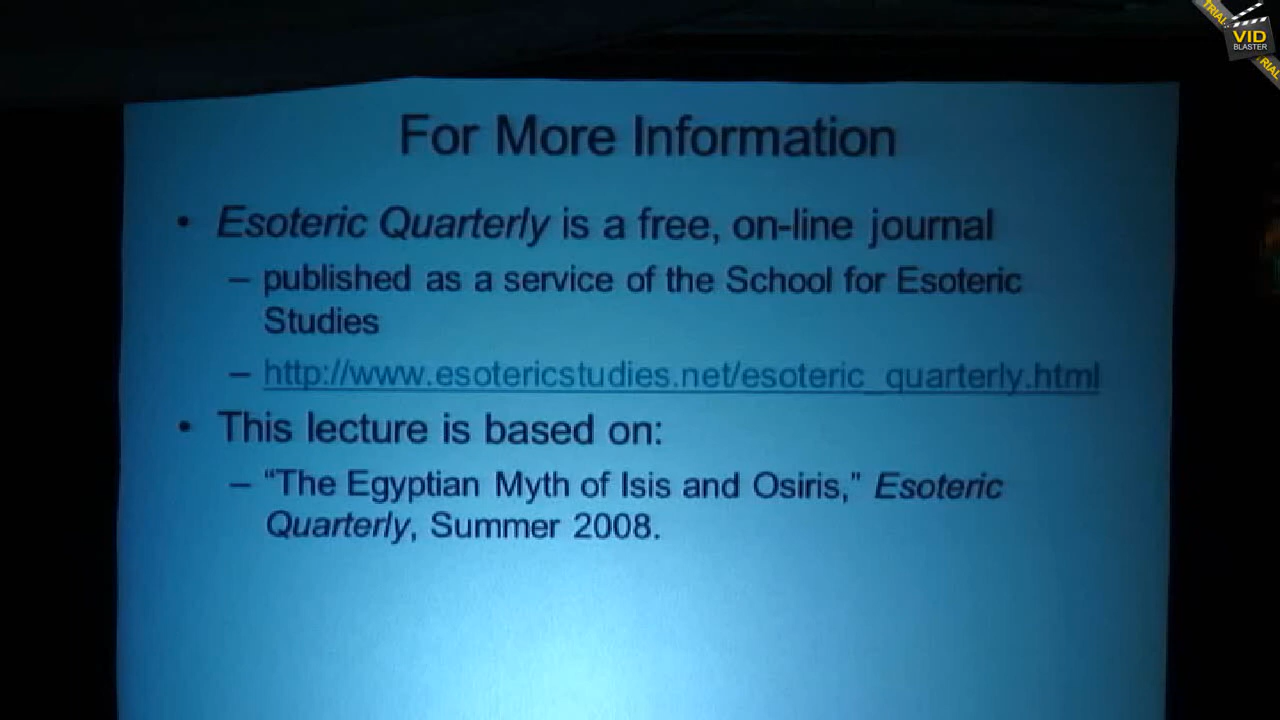 TRIAL
VID
BLASTER
TRIAL
For More Information
• Esoteric Quarterly is a free, on-line journal
– published as a service of the School for Esoteric
Studies
– http://www.esotericstudies.net/esoteric_quarterly.html
• This lecture is based on:
– “The Egyptian Myth of Isis and Osiris,” Esoteric
Quarterly, Summer 2008.